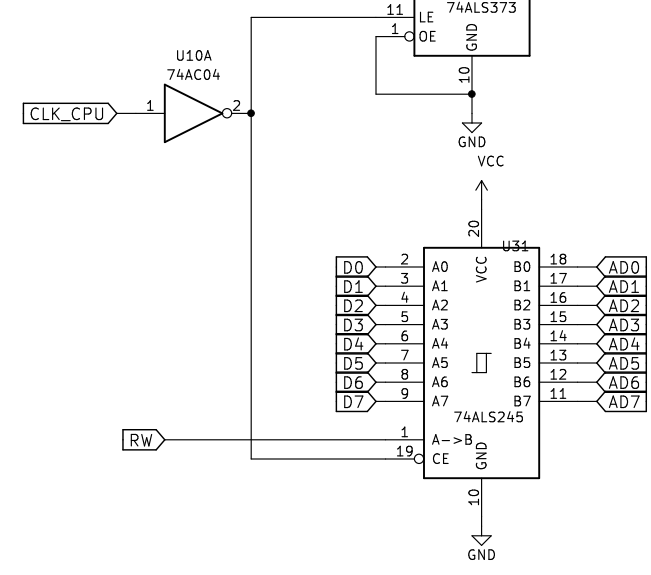 74ALS373
11 LE
1 OE
GND
10
GND
U10A
74AC04
CLK_CPU 1 2
VCC
20
U31
VCC
D0 2 A0 B0 18 AD0
D1 3 A1 B1 17 AD1
D2 4 A2 B2 16 AD2
D3 5 A3 B3 15 AD3
D4 6 A4 B4 14 AD4
D5 7 A5 B5 13 AD5
D6 8 A6 B6 12 AD6
D7 9 A7 B7 11 AD7
74ALS245
RW 1 A->B
19 CE
GND
10
GND